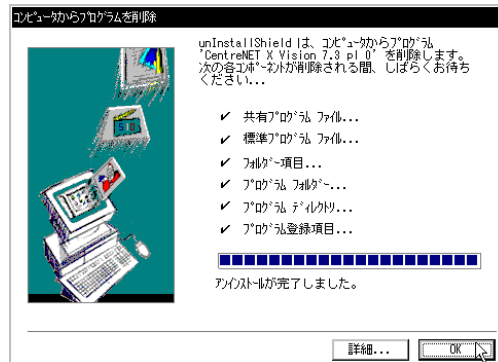 コンピュータからプログラムを削除
unInstallShield は、コンピュータからプログラム
'CentreNET X Vision 7.3 pl 0' を削除します。
次の各コンポーネントが削除される間、しばらくお待ち
ください...
✔ 共有プログラム ファイル...
✔ 標準プログラム ファイル...
✔ フォルダー項目...
✔ プログラム フォルダー...
✔ プログラム ディレクトリ...
✔ プログラム登録項目...
アンインストールが完了しました。
詳細...
OK